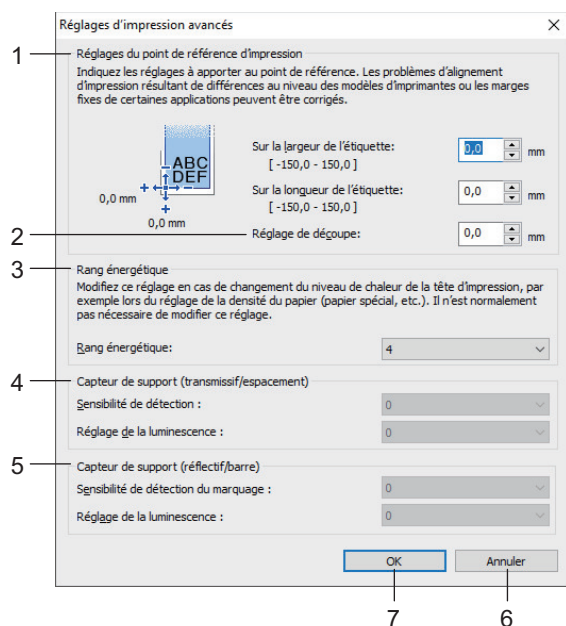 Réglages d'impression avancés
1
Réglages du point de référence d'impression
Indiquez les réglages à apporter au point de référence. Les problèmes d'alignement
d'impression résultant de différences au niveau des modèles d'imprimantes ou les marges
fixes de certaines applications peuvent être corrigés.
ABC
DEF
0,0 mm
0,0 mm
Sur la largeur de l'étiquette:
0,0 mm
[ -150,0 - 150,0 ]
Sur la longueur de l'étiquette:
0,0 mm
[ -150,0 - 150,0 ]
2
Réglage de découpe:
0,0 mm
3
Rang énergétique
Modifiez ce réglage en cas de changement du niveau de chaleur de la tête d'impression, par
exemple lors du réglage de la densité du papier (papier spécial, etc.). Il n'est normalement
pas nécessaire de modifier ce réglage.
Rang énergétique:
4
4
Capteur de support (transmissif/espacement)
Sensibilité de détection :
0
Réglage de la luminescence :
0
5
Capteur de support (réflectif/barre)
Sensibilité de détection du marquage :
0
Réglage de la luminescence :
0
OK
Annuler
7
6